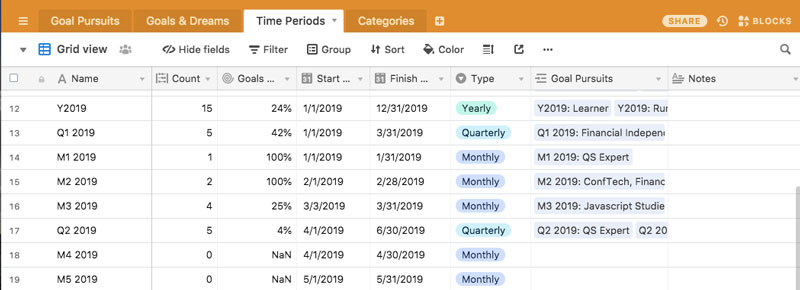 Goal Pursuits Goals & Dreams Time Periods Categories SHARE BLOCKS
Grid view Hide fields Filter Group Sort Color
Name Count Goals ... Start ... Finish ... Type Goal Pursuits Notes
12 Y2019 15 24% 1/1/2019 12/31/2019 Yearly Y2019: Learner Y2019: Rur
13 Q1 2019 5 42% 1/1/2019 3/31/2019 Quarterly Q1 2019: Financial Indepen
14 M1 2019 1 100% 1/1/2019 1/31/2019 Monthly M1 2019: QS Expert
15 M2 2019 2 100% 2/1/2019 2/28/2019 Monthly M2 2019: ConfTech, Financ
16 M3 2019 4 25% 3/3/2019 3/31/2019 Monthly M3 2019: Javascript Studie
17 Q2 2019 5 4% 4/1/2019 6/30/2019 Quarterly Q2 2019: QS Expert Q2 20
18 M4 2019 0 NaN 4/1/2019 4/30/2019 Monthly
19 M5 2019 0 NaN 5/1/2019 5/31/2019 Monthly